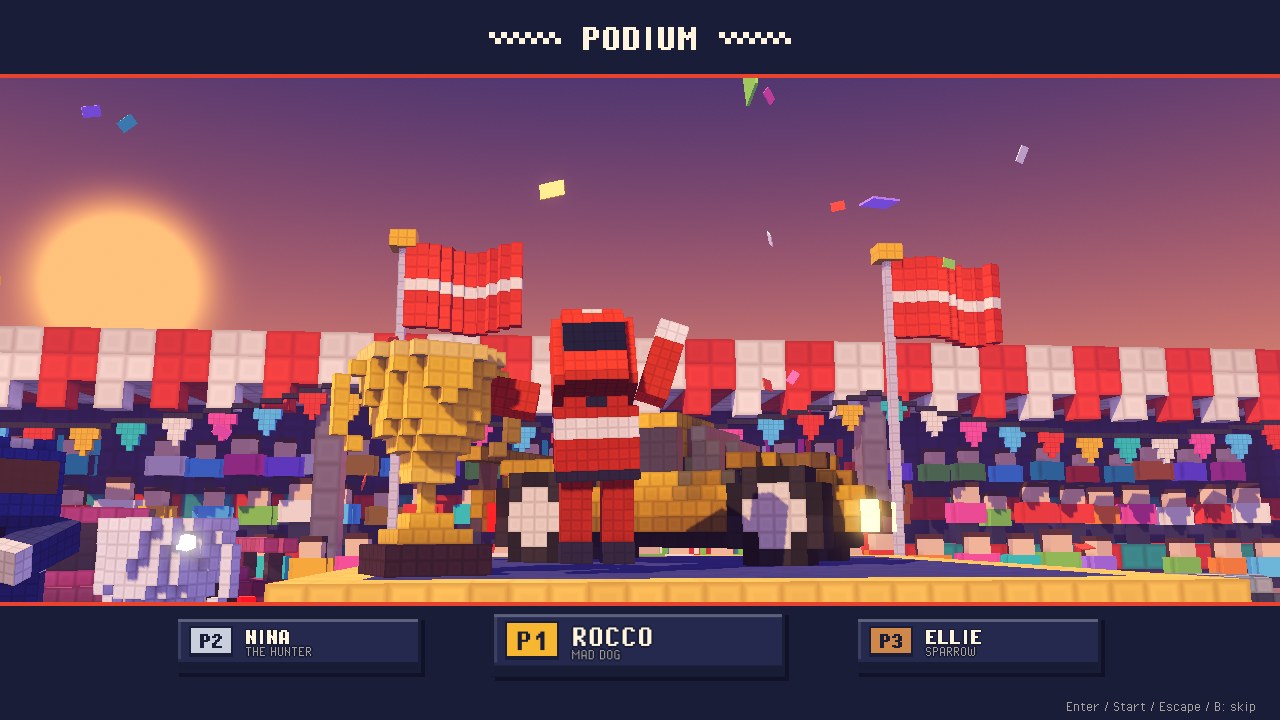 PODIUM
P2 NINA
THE HUNTER
P1 ROCCO
MAD DOG
P3 ELLIE
SPARROW
Enter / Start / Escape / B: skip